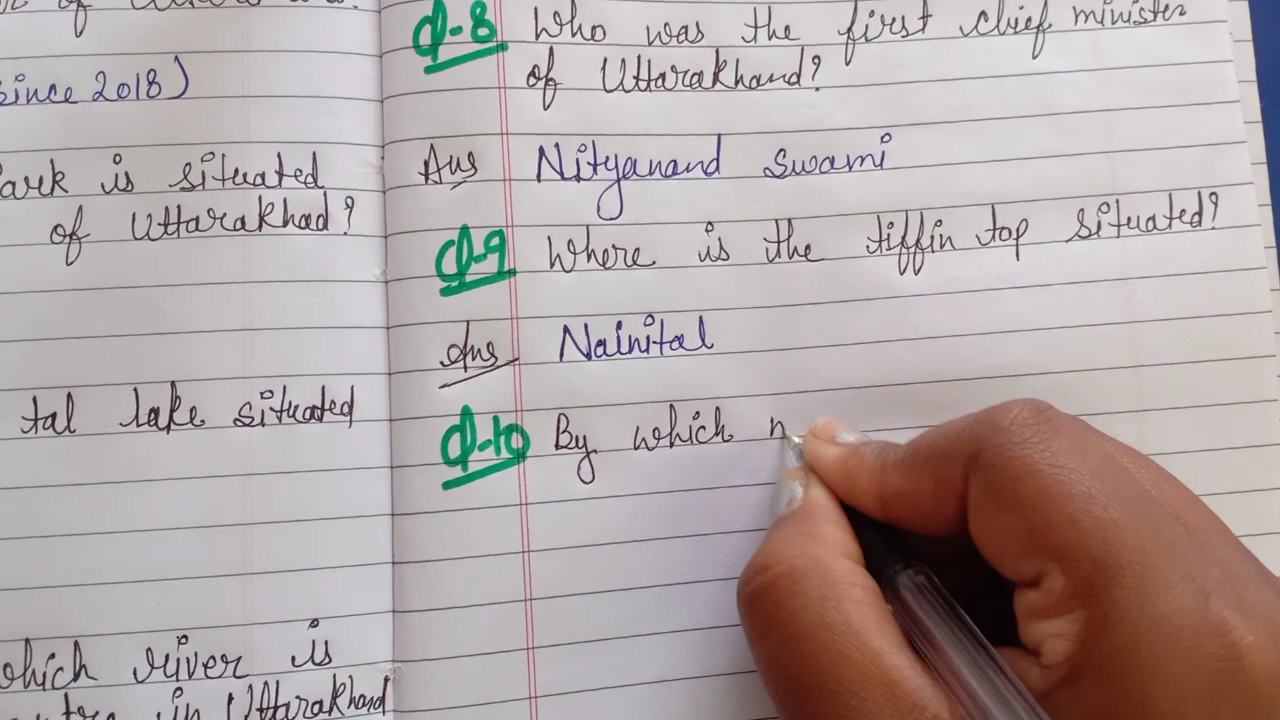 since 2018)
ark is situated
of Uttarakhad?
tal lake situated
which river is
in Uttarakhand
Q-8 Who was the first chief minister
of Uttarakhand?
Ans Nityanand Swami
Q-9 Where is the tiffin top situated?
Ans Nainital
Q-10 By which n